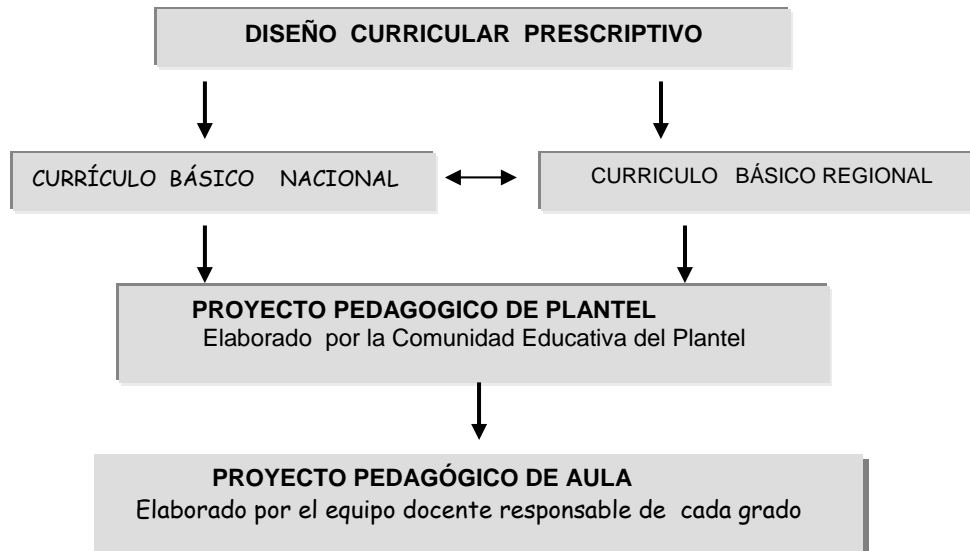 DISEÑO CURRICULAR PRESCRIPTIVO
CURRÍCULO BÁSICO NACIONAL
CURRICULO BÁSICO REGIONAL
PROYECTO PEDAGOGICO DE PLANTEL
Elaborado por la Comunidad Educativa del Plantel
PROYECTO PEDAGÓGICO DE AULA
Elaborado por el equipo docente responsable de cada grado